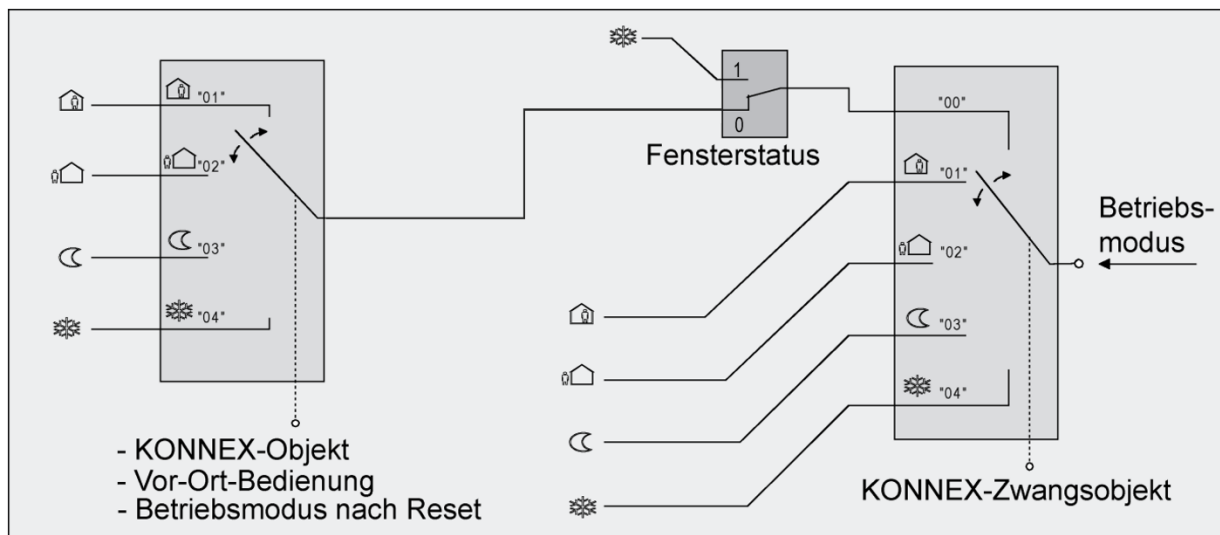 "01"
"02"
"03"
"04"
- KONNEX-Objekt
- Vor-Ort-Bedienung
- Betriebsmodus nach Reset
1
0
Fensterstatus
"00"
"01"
"02"
"03"
"04"
KONNEX-Zwangsobjekt
Betriebs-
modus